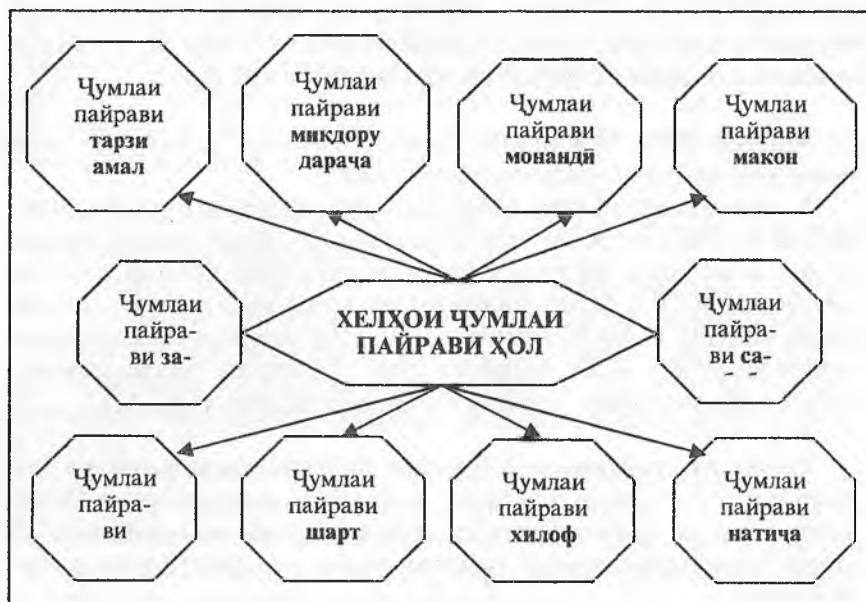 Ҷумлаи
пайрави
тарзи
амал
Ҷумлаи
пайрави
миқдору
дараҷа
Ҷумлаи
пайрави
монандӣ
Ҷумлаи
пайрави
макон
Ҷумлаи
пайра-
ви за-
ХЕЛҲОИ ҶУМЛАИ
ПАЙРАВИ ҲОЛ
Ҷумлаи
пайра-
ви са-
Ҷумлаи
пайра-
ви
Ҷумлаи
пайрави
шарт
Ҷумлаи
пайрави
хилоф
Ҷумлаи
пайрави
натиҷа